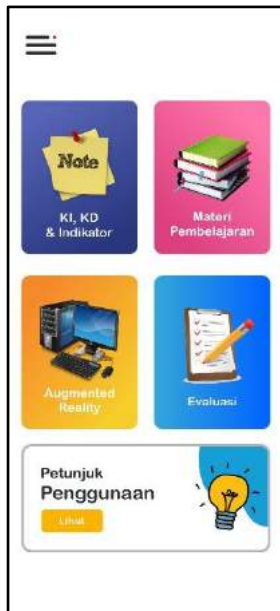 Note
KI, KD
& Indikator
Materi
Pembelajaran
Augmented
Reality
Evaluasi
Petunjuk
Penggunaan
Lihat